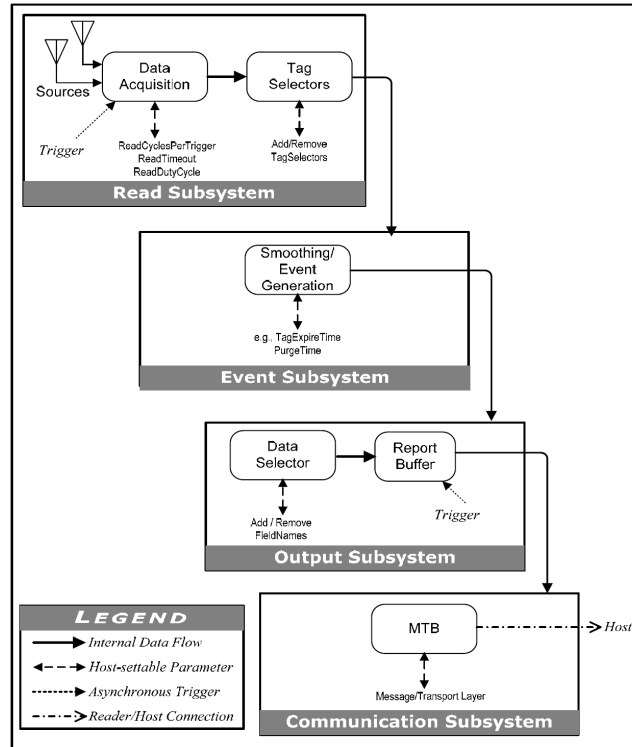 Sources
Data
Acquisition
Tag
Selectors
Trigger
ReadCyclesPerTrigger
ReadTimeout
ReadDutyCycle
Add/Remove
TagSelectors
Read Subsystem
Smoothing/
Event
Generation
e.g., TagExpireTime
PurgeTime
Event Subsystem
Data
Selector
Report
Buffer
Add / Remove
FieldNames
Trigger
Output Subsystem
MTB
Host
Message/Transport Layer
Communication Subsystem
LEGEND
Internal Data Flow
Host-settable Parameter
Asynchronous Trigger
Reader/Host Connection